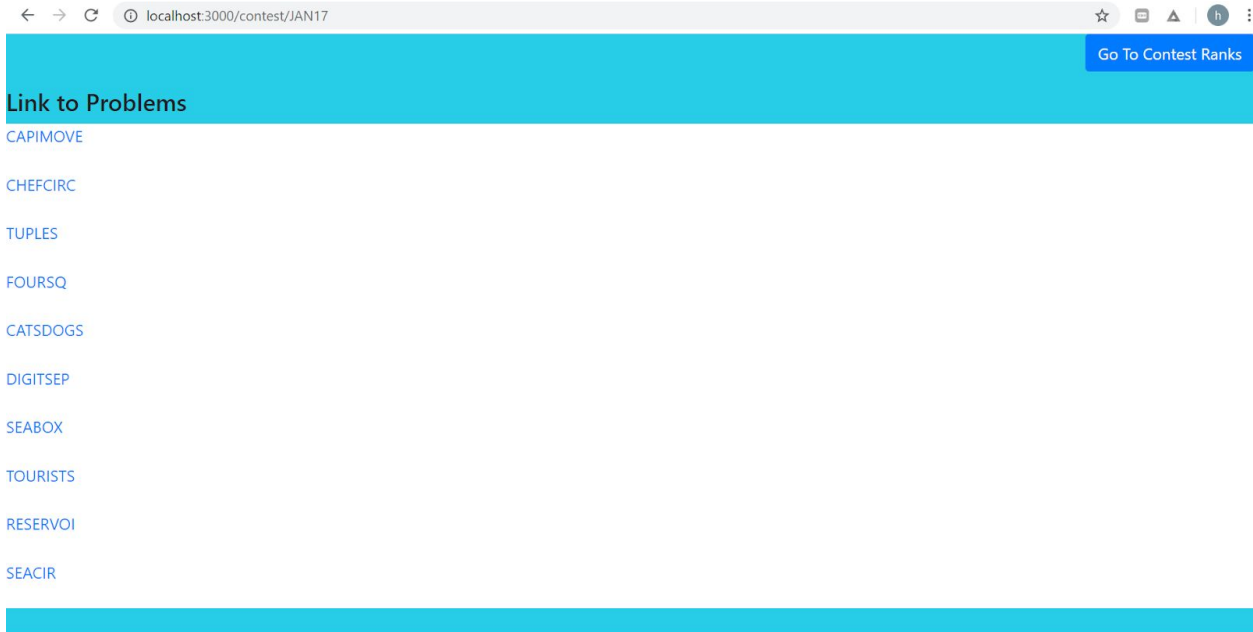 localhost:3000/contest/JAN17
h
Go To Contest Ranks
Link to Problems
CAPIMOVE
CHEFCIRC
TUPLES
FOURSQ
CATSDOGS
DIGITSEP
SEABOX
TOURISTS
RESERVOI
SEACIR